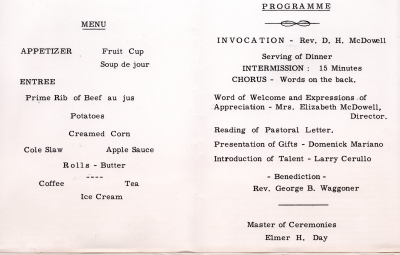 MENU
APPETIZER Fruit Cup
Soup de jour
ENTREE
Prime Rib of Beef au jus
Potatoes
Creamed Corn
Cole Slaw Apple Sauce
Rolls - Butter
----
Coffee Tea
Ice Cream
PROGRAMME
INVOCATION - Rev. D. H. McDowell
Serving of Dinner
INTERMISSION : 15 Minutes
CHORUS - Words on the back.
Word of Welcome and Expressions of
Appreciation - Mrs. Elizabeth McDowell,
Director.
Reading of Pastoral Letter.
Presentation of Gifts - Domenick Mariano
Introduction of Talent - Larry Cerullo
- Benediction -
Rev. George B. Waggoner
Master of Ceremonies
Elmer H. Day